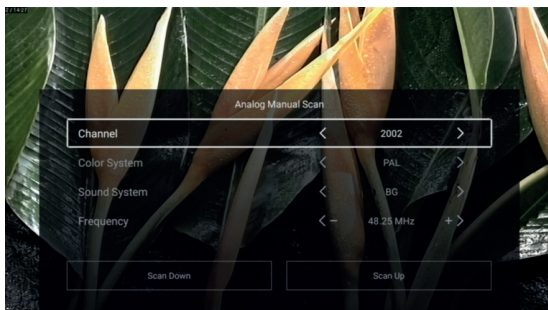 Analog Manual Scan
Channel < 2002 >
Color System < PAL >
Sound System < BG >
Frequency < – 48.25 MHz + >
Scan Down Scan Up